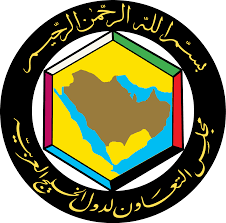 بسم الله الرحمن الرحيم
مجلس التعاون لدول الخليج العربية